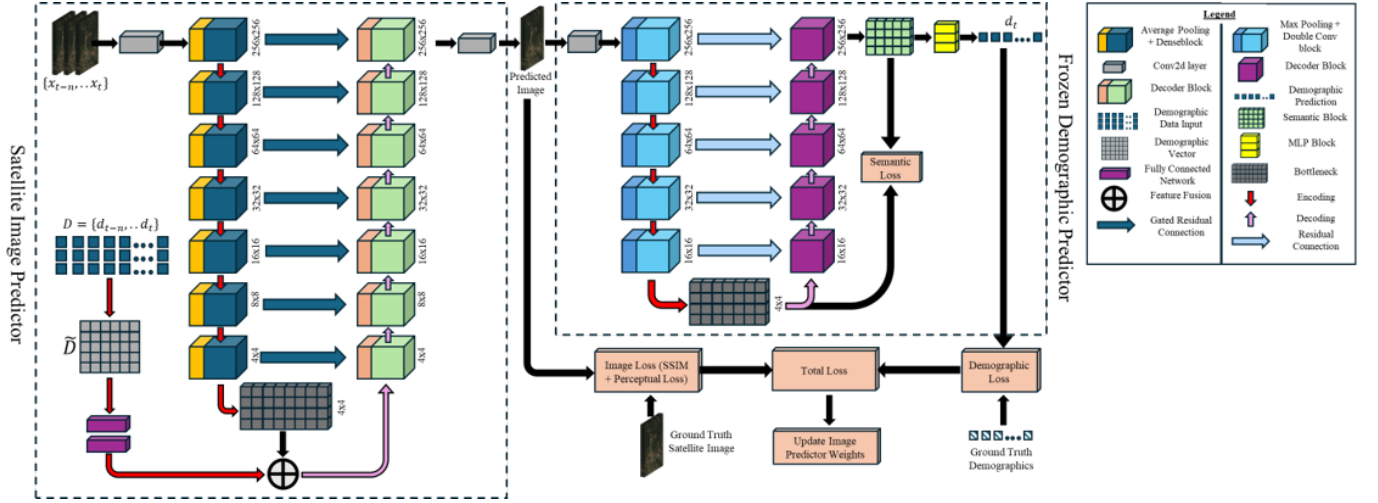 Satellite Image Predictor
{x_{t−n},..x_t}
256x256
128x128
64x64
32x32
16x16
8x8
4x4
4x4
256x256
128x128
64x64
32x32
16x16
8x8
4x4
D = {d_{t−n},..d_t}
D̃
Predicted
Image
256x256
128x128
64x64
32x32
16x16
4x4
256x256
128x128
64x64
32x32
16x16
d_t
Semantic
Loss
Frozen Demographic Predictor
Image Loss (SSIM
+ Perceptual Loss)
Total Loss
Demographic
Loss
Ground Truth
Satellite Image
Update Image
Predictor Weights
Ground Truth
Demographics
Legend
Average Pooling
+ Denseblock
Conv2d layer
Decoder Block
Demographic
Data Input
Demographic
Vector
Fully Connected
Network
Feature Fusion
Gated Residual
Connection
Max Pooling +
Double Conv
block
Decoder Block
Demographic
Prediction
Semantic Block
MLP Block
Bottleneck
Encoding
Decoding
Residual
Connection